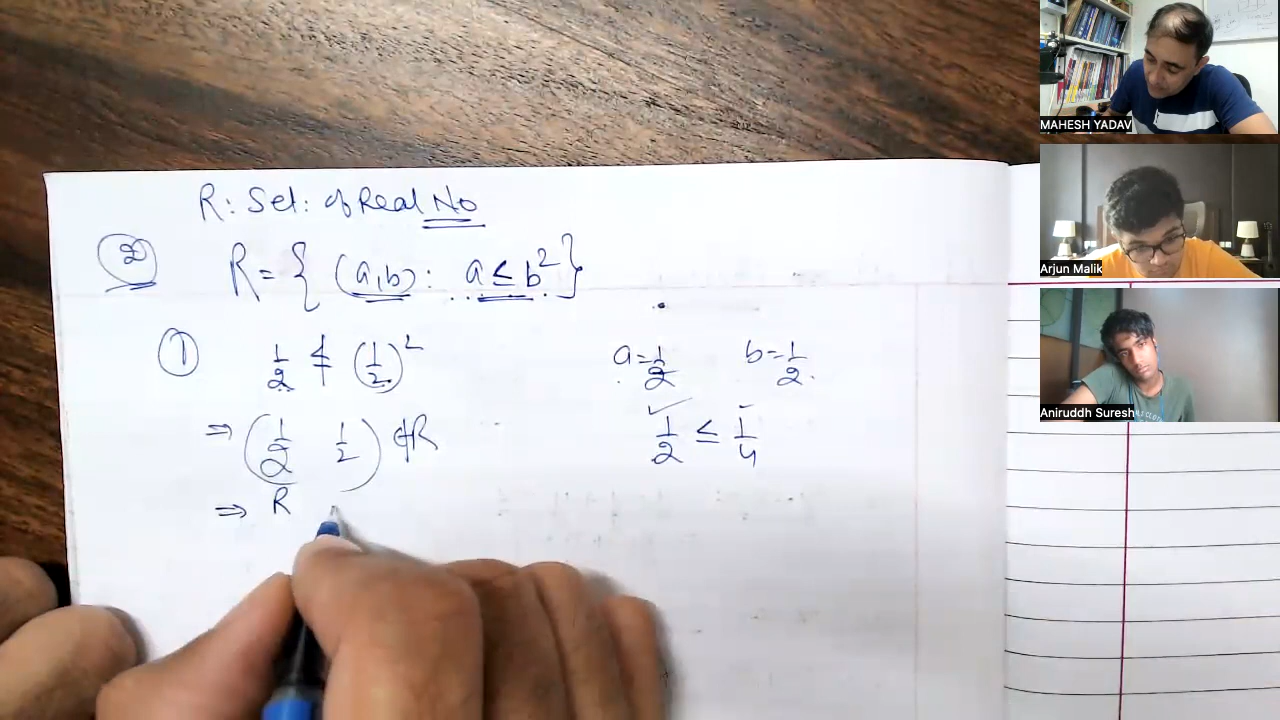 R: Set: of Real No
② R = { (a,b) : a ≤ b² }
① 1/2 ≰ (1/2)²
⇒ (1/2 1/2) ∉ R
⇒ R
a = 1/2 b = 1/2
1/2 ≤ 1/4
MAHESH YADAV
Arjun Malik
Aniruddh Suresh